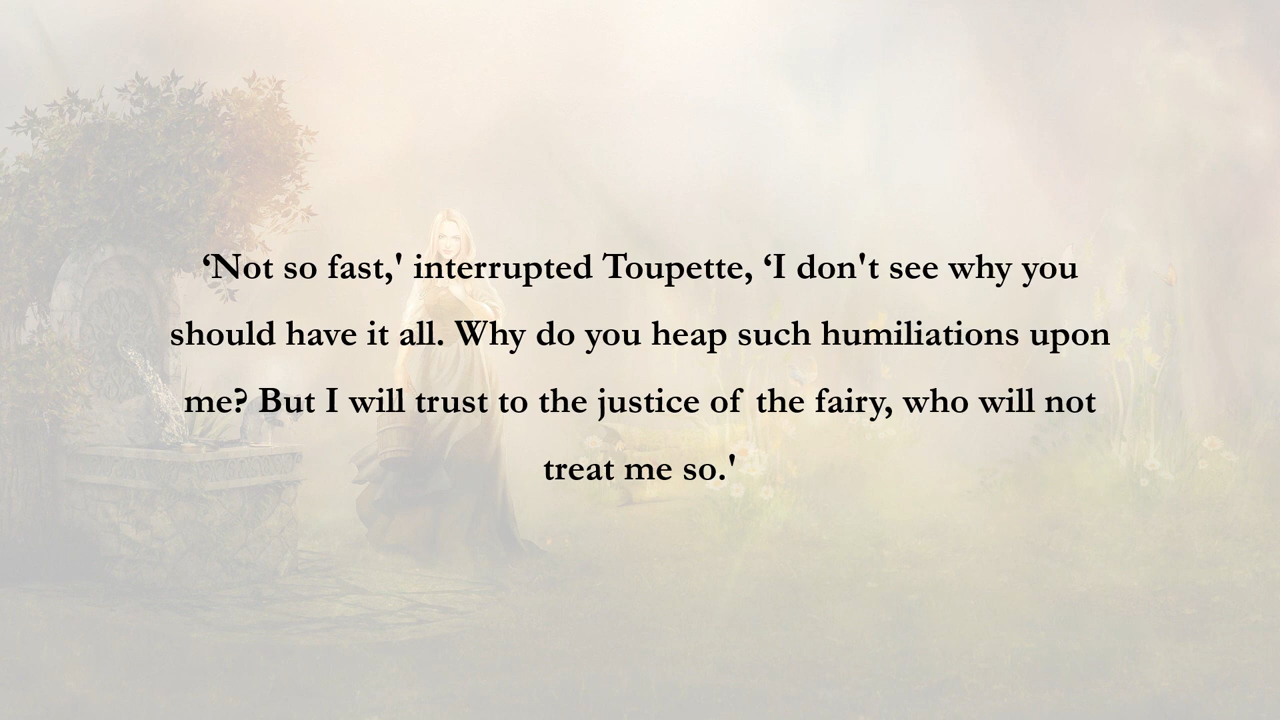 ‘Not so fast,' interrupted Toupette, ‘I don't see why you
should have it all. Why do you heap such humiliations upon
me? But I will trust to the justice of the fairy, who will not
treat me so.'